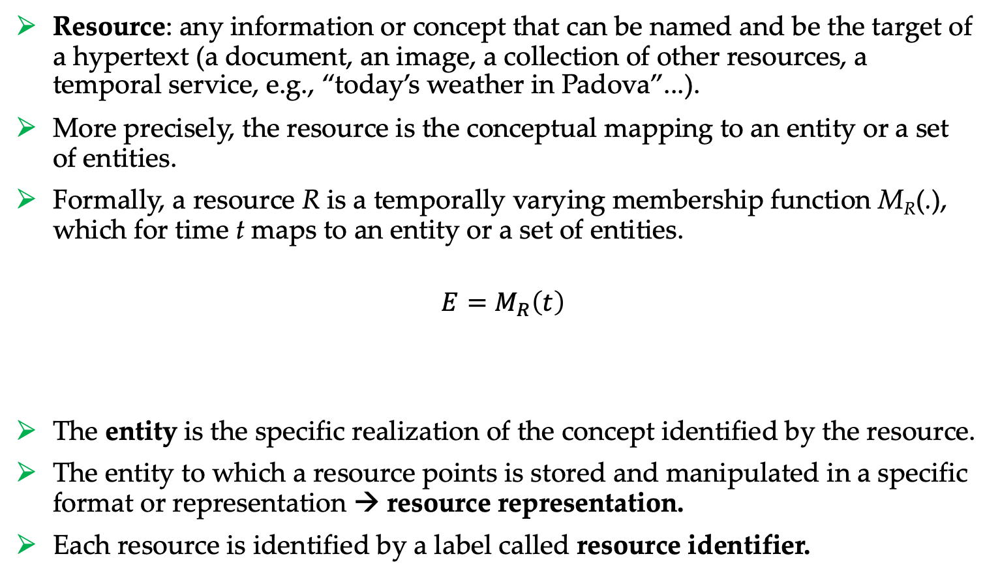 ➢ Resource: any information or concept that can be named and be the target of
a hypertext (a document, an image, a collection of other resources, a
temporal service, e.g., “today’s weather in Padova”...).
➢ More precisely, the resource is the conceptual mapping to an entity or a set
of entities.
➢ Formally, a resource R is a temporally varying membership function M_R(.),
which for time t maps to an entity or a set of entities.
E = M_R(t)
➢ The entity is the specific realization of the concept identified by the resource.
➢ The entity to which a resource points is stored and manipulated in a specific
format or representation → resource representation.
➢ Each resource is identified by a label called resource identifier.